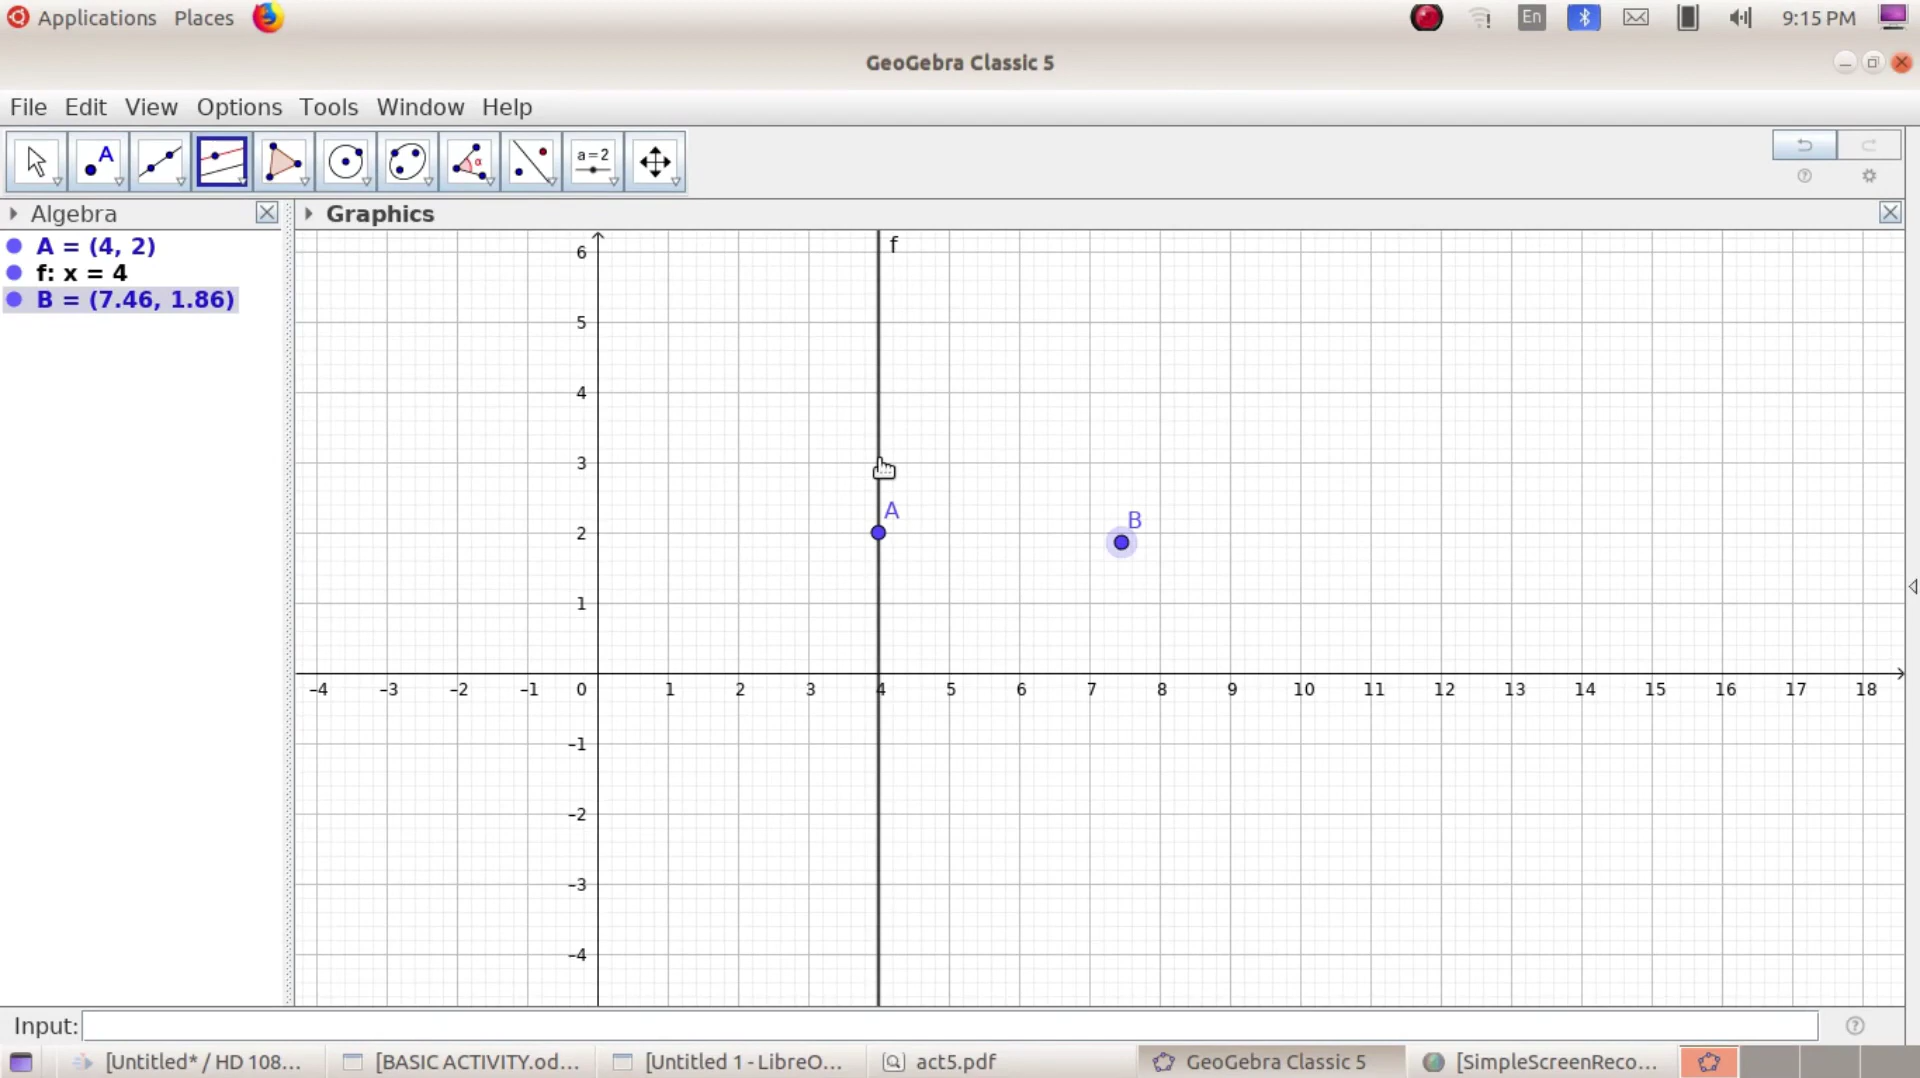 Applications Places En 9:15 PM
GeoGebra Classic 5
File Edit View Options Tools Window Help
A α a=2
Algebra Graphics
A = (4, 2)
f: x = 4
B = (7.46, 1.86)
f
6
5
4
3
A
B
2
1
–4 –3 –2 –1 0 1 2 3 4 5 6 7 8 9 10 11 12 13 14 15 16 17 18
–1
–2
–3
–4
Input:
[Untitled* / HD 108... [BASIC ACTIVITY.od... [Untitled 1 - LibreO... act5.pdf GeoGebra Classic 5 [SimpleScreenReco...